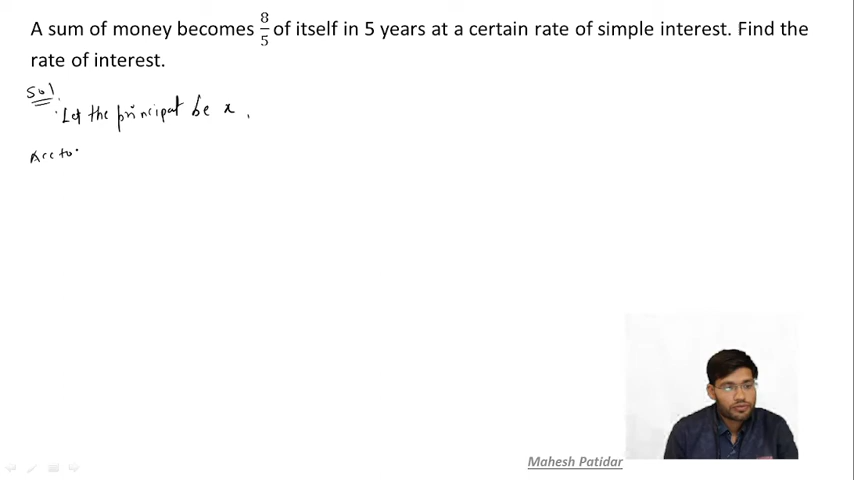 A sum of money becomes 8/5 of itself in 5 years at a certain rate of simple interest. Find the
rate of interest.
Sol.
Let the principal be x.
Acc to.
Mahesh Patidar